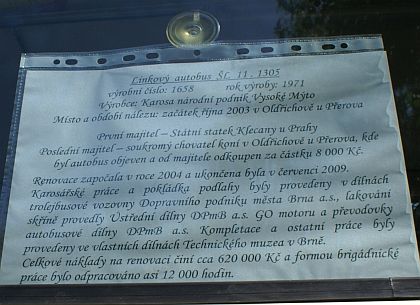 Linkový autobus ŠL 11.1305
výrobní číslo: 1658 rok výroby: 1971
Výrobce: Karosa národní podnik Vysoké Mýto
Místo a období nálezu: začátek října 2003 v Oldřichově u Přerova
První majitel – Státní statek Klecany u Prahy
Poslední majitel – soukromý chovatel koní v Oldřichově u Přerova, kde
byl autobus objeven a od majitele odkoupen za částku 8 000 Kč.
Renovace započala v roce 2004 a ukončena byla v červenci 2009.
Karosářské práce a pokládka podlahy byly provedeny v dílnách
trolejbusové vozovny Dopravního podniku města Brna a.s., lakování
skříně provedly Ústřední dílny DPmB a.s. GO motoru a převodovky
autobusové dílny DPmB a.s. Kompletace a ostatní práce byly
provedeny ve vlastních dílnách Technického muzea v Brně.
Celkové náklady na renovaci činí cca 620 000 Kč a formou brigádnické
práce bylo odpracováno asi 12 000 hodin.